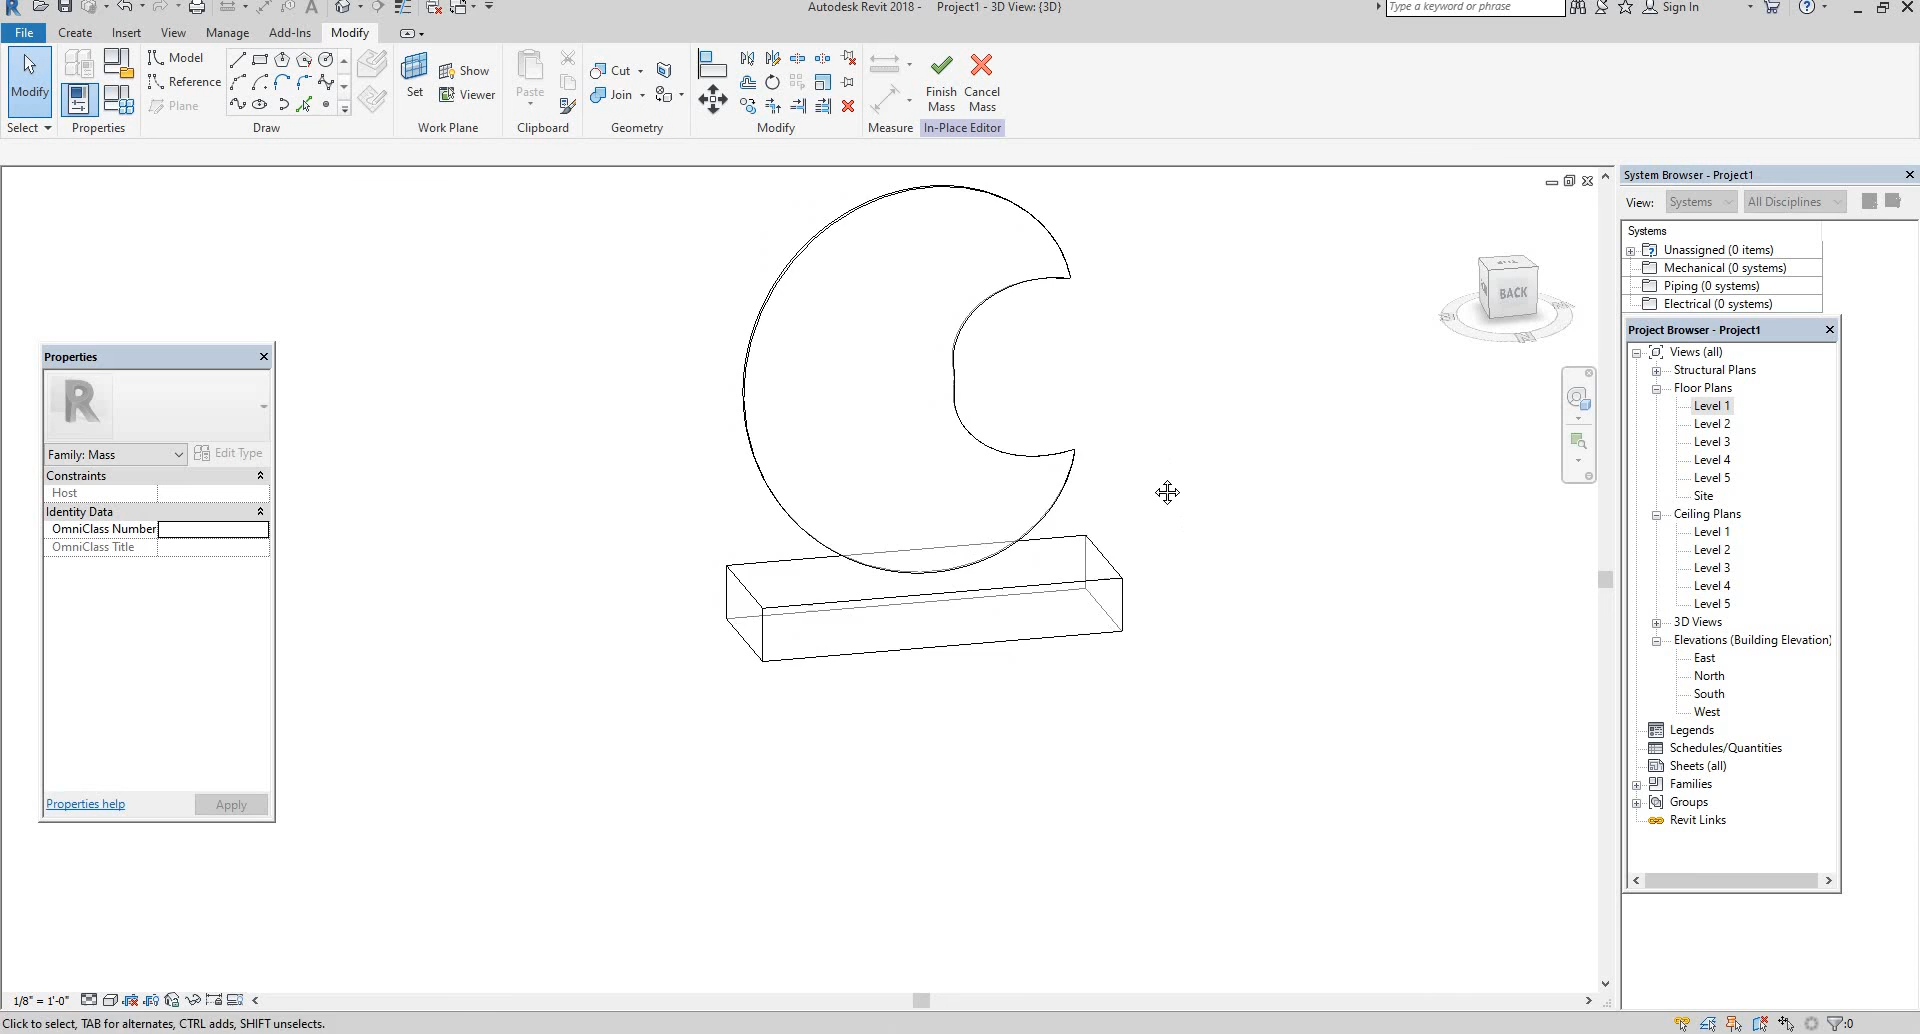 Autodesk Revit 2018 -    Project1 - 3D View: {3D}
Type a keyword or phrase
Sign In
File
Create
Insert
View
Manage
Add-Ins
Modify
Modify
Model
Reference
Plane
Set
Show
Viewer
Paste
Cut
Join
Finish
Mass
Cancel
Mass
Select
Properties
Draw
Work Plane
Clipboard
Geometry
Modify
Measure
In-Place Editor
Properties
R
Family: Mass
Edit Type
Constraints
Host
Identity Data
OmniClass Number
OmniClass Title
Properties help
Apply
TOP
BACK
System Browser - Project1
View:
Systems
All Disciplines
Systems
Unassigned (0 items)
Mechanical (0 systems)
Piping (0 systems)
Electrical (0 systems)
Project Browser - Project1
Views (all)
Structural Plans
Floor Plans
Level 1
Level 2
Level 3
Level 4
Level 5
Site
Ceiling Plans
Level 1
Level 2
Level 3
Level 4
Level 5
3D Views
Elevations (Building Elevation)
East
North
South
West
Legends
Schedules/Quantities
Sheets (all)
Families
Groups
Revit Links
1/8" = 1'-0"
Click to select, TAB for alternates, CTRL adds, SHIFT unselects.
:0